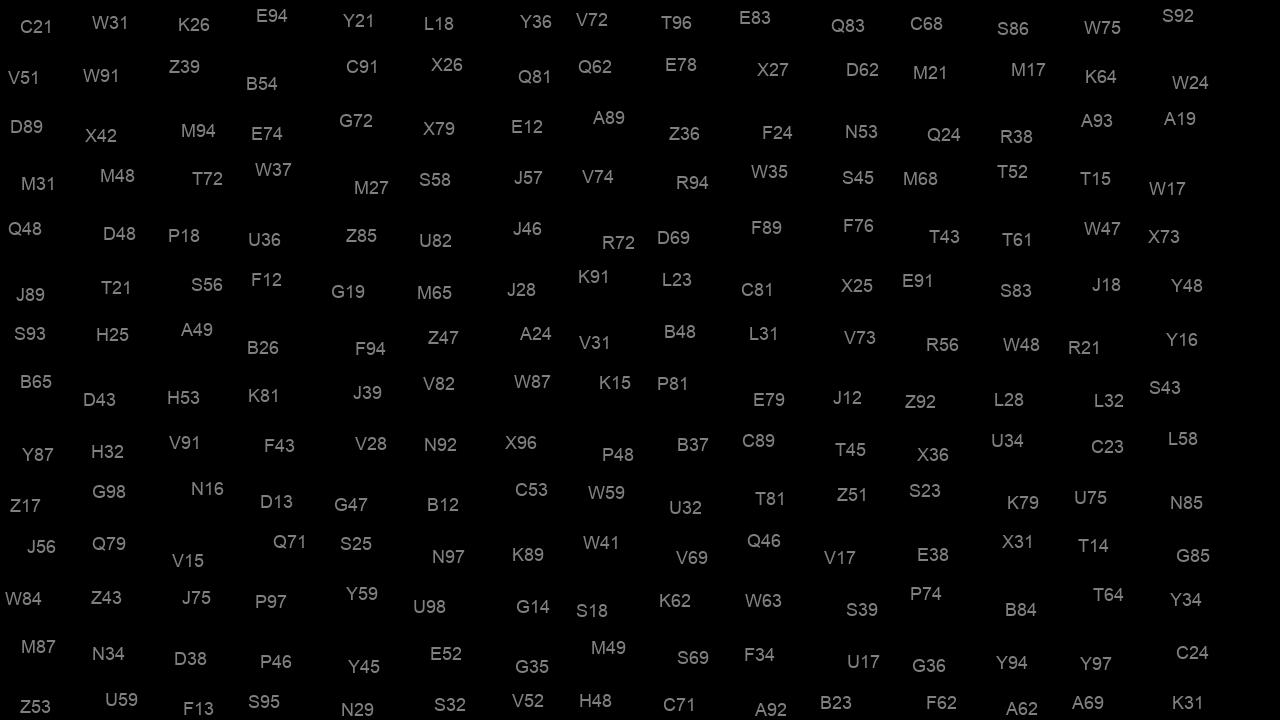 C21 W31 K26 E94 Y21 L18 Y36 V72 T96 E83 Q83 C68 S86 W75 S92
V51 W91 Z39 B54 C91 X26 Q81 Q62 E78 X27 D62 M21 M17 K64 W24
D89 X42 M94 E74 G72 X79 E12 A89 Z36 F24 N53 Q24 R38 A93 A19
M31 M48 T72 W37 M27 S58 J57 V74 R94 W35 S45 M68 T52 T15 W17
Q48 D48 P18 U36 Z85 U82 J46 R72 D69 F89 F76 T43 T61 W47 X73
J89 T21 S56 F12 G19 M65 J28 K91 L23 C81 X25 E91 S83 J18 Y48
S93 H25 A49 B26 F94 Z47 A24 V31 B48 L31 V73 R56 W48 R21 Y16
B65 D43 H53 K81 J39 V82 W87 K15 P81 E79 J12 Z92 L28 L32 S43
Y87 H32 V91 F43 V28 N92 X96 P48 B37 C89 T45 X36 U34 C23 L58
Z17 G98 N16 D13 G47 B12 C53 W59 U32 T81 Z51 S23 K79 U75 N85
J56 Q79 V15 Q71 S25 N97 K89 W41 V69 Q46 V17 E38 X31 T14 G85
W84 Z43 J75 P97 Y59 U98 G14 S18 K62 W63 S39 P74 B84 T64 Y34
M87 N34 D38 P46 Y45 E52 G35 M49 S69 F34 U17 G36 Y94 Y97 C24
Z53 U59 F13 S95 N29 S32 V52 H48 C71 A92 B23 F62 A62 A69 K31